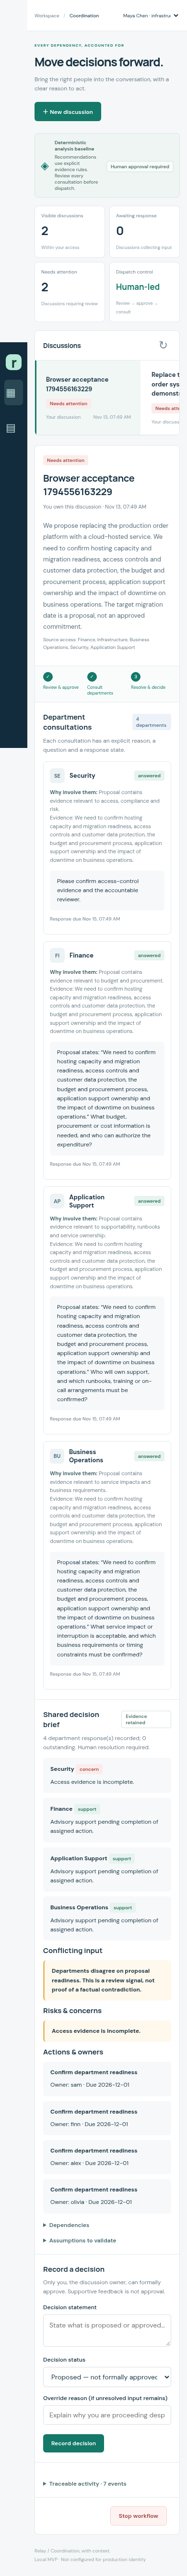 Workspace / Coordination
Maya Chen · infrastru
EVERY DEPENDENCY, ACCOUNTED FOR
Move decisions forward.
Bring the right people into the conversation, with a
clear reason to act.
+ New discussion
Deterministic
analysis baseline
Recommendations
use explicit
evidence rules.
Review every
consultation before
dispatch.
Human approval required
Visible discussions
2
Within your access
Awaiting response
0
Discussions collecting input
Needs attention
2
Discussions requiring review
Dispatch control
Human-led
Review → approve →
consult
r
Discussions
Browser acceptance
1794556163229
Needs attention
Your discussion
Nov 13, 07:49 AM
Replace t
order sys
demonstr
Needs atte
Your discussi
Needs attention
Browser acceptance
1794556163229
You own this discussion · Nov 13, 07:49 AM
We propose replacing the production order
platform with a cloud-hosted service. We
need to confirm hosting capacity and
migration readiness, access controls and
customer data protection, the budget and
procurement process, application support
ownership and the impact of downtime on
business operations. The target migration
date is a proposal, not an approved
commitment.
Source access: Finance, Infrastructure, Business
Operations, Security, Application Support
✓
Review & approve
✓
Consult
departments
3
Resolve & decide
Department
consultations
4
departments
Each consultation has an explicit reason, a
question and a response state.
SE
Security
answered
Why involve them: Proposal contains
evidence relevant to access, compliance and
risk.
Evidence: We need to confirm hosting
capacity and migration readiness, access
controls and customer data protection, the
budget and procurement process, application
support ownership and the impact of
downtime on business operations.
Please confirm access-control
evidence and the accountable
reviewer.
Response due Nov 15, 07:49 AM
FI
Finance
answered
Why involve them: Proposal contains
evidence relevant to budget and procurement.
Evidence: We need to confirm hosting
capacity and migration readiness, access
controls and customer data protection, the
budget and procurement process, application
support ownership and the impact of
downtime on business operations.
Proposal states: “We need to confirm
hosting capacity and migration
readiness, access controls and
customer data protection, the
budget and procurement process,
application support ownership and
the impact of downtime on business
operations.” What budget,
procurement or cost information is
needed, and who can authorize the
expenditure?
Response due Nov 15, 07:49 AM
AP
Application
Support
answered
Why involve them: Proposal contains
evidence relevant to supportability, runbooks
and service ownership.
Evidence: We need to confirm hosting
capacity and migration readiness, access
controls and customer data protection, the
budget and procurement process, application
support ownership and the impact of
downtime on business operations.
Proposal states: “We need to confirm
hosting capacity and migration
readiness, access controls and
customer data protection, the
budget and procurement process,
application support ownership and
the impact of downtime on business
operations.” Who will own support,
and which runbooks, training or on-
call arrangements must be
confirmed?
Response due Nov 15, 07:49 AM
BU
Business
Operations
answered
Why involve them: Proposal contains
evidence relevant to service impacts and
business requirements.
Evidence: We need to confirm hosting
capacity and migration readiness, access
controls and customer data protection, the
budget and procurement process, application
support ownership and the impact of
downtime on business operations.
Proposal states: “We need to confirm
hosting capacity and migration
readiness, access controls and
customer data protection, the
budget and procurement process,
application support ownership and
the impact of downtime on business
operations.” What service impact or
interruption is acceptable, and which
business requirements or timing
constraints must be confirmed?
Response due Nov 15, 07:49 AM
Shared decision
brief
Evidence
retained
4 department response(s) recorded; 0
outstanding. Human resolution required.
Security concern
Access evidence is incomplete.
Finance support
Advisory support pending completion of
assigned action.
Application Support support
Advisory support pending completion of
assigned action.
Business Operations support
Advisory support pending completion of
assigned action.
Conflicting input
Departments disagree on proposal
readiness. This is a review signal, not
proof of a factual contradiction.
Risks & concerns
Access evidence is incomplete.
Actions & owners
Confirm department readiness
Owner: sam · Due 2026-12-01
Confirm department readiness
Owner: finn · Due 2026-12-01
Confirm department readiness
Owner: alex · Due 2026-12-01
Confirm department readiness
Owner: olivia · Due 2026-12-01
Dependencies
Assumptions to validate
Record a decision
Only you, the discussion owner, can formally
approve. Supportive feedback is not approval.
Decision statement
State what is proposed or approved…
Decision status
Proposed — not formally approved
Override reason (if unresolved input remains)
Explain why you are proceeding desp
Record decision
Traceable activity · 7 events
Stop workflow
Relay / Coordination, with context.
Local MVP · Not configured for production identity